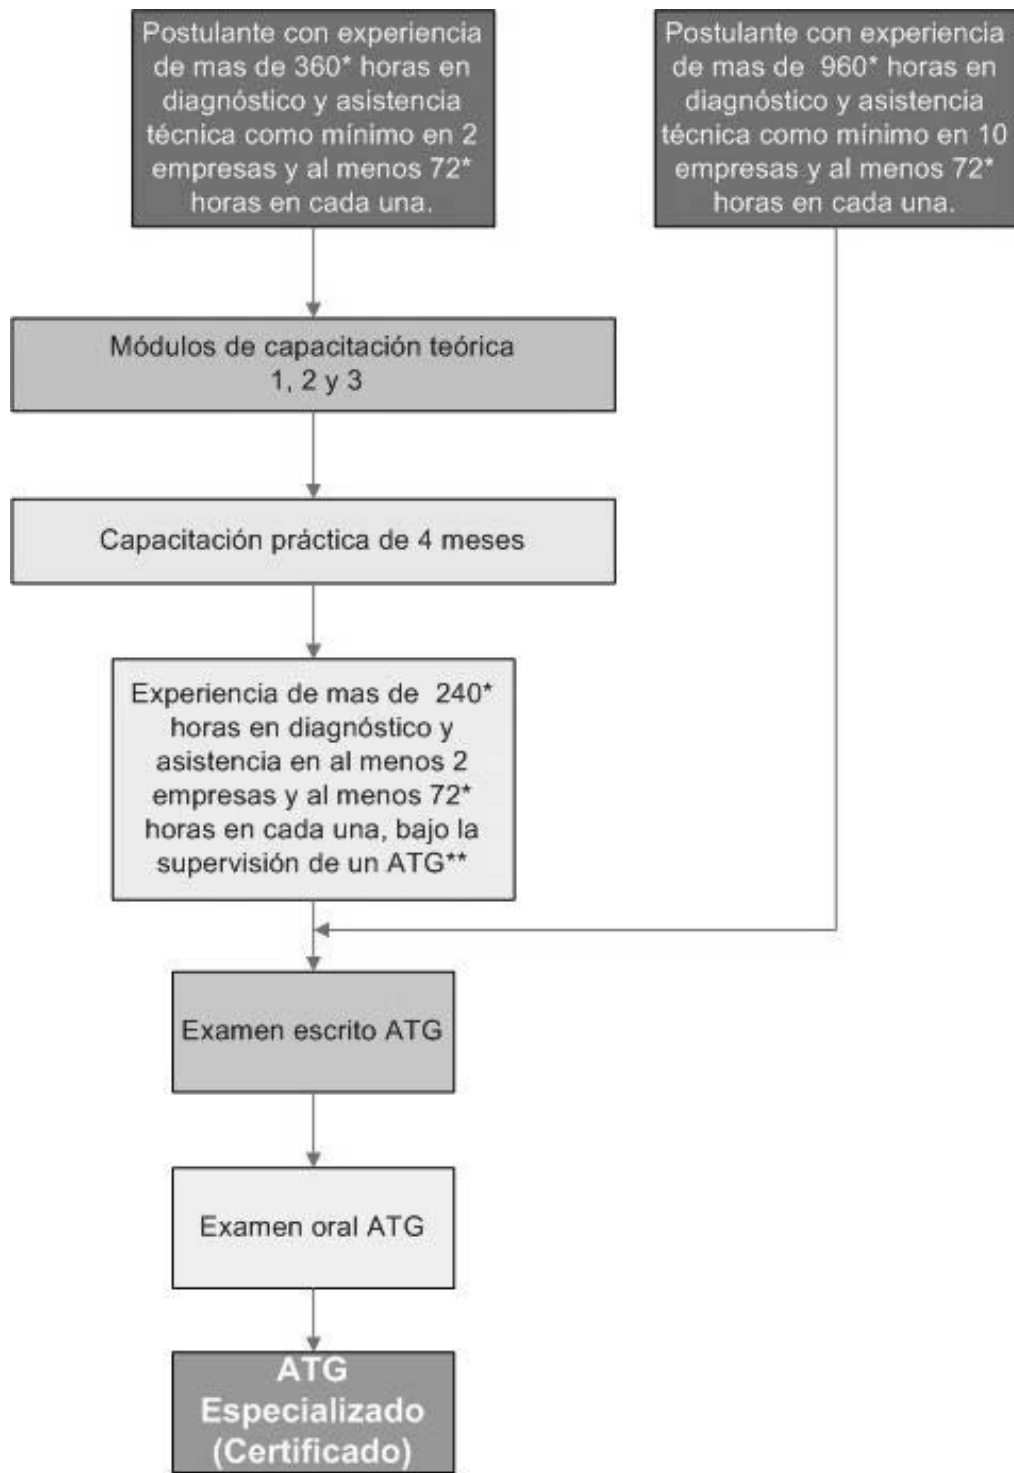 Postulante con experiencia
de mas de 360* horas en
diagnóstico y asistencia
técnica como mínimo en 2
empresas y al menos 72*
horas en cada una.
Postulante con experiencia
de mas de  960* horas en
diagnóstico y asistencia
técnica como mínimo en 10
empresas y al menos 72*
horas en cada una.
Módulos de capacitación teórica
1, 2 y 3
Capacitación práctica de 4 meses
Experiencia de mas de  240*
horas en diagnóstico y
asistencia en al menos 2
empresas y al menos 72*
horas en cada una, bajo la
supervisión de un ATG**
Examen escrito ATG
Examen oral ATG
ATG
Especializado
(Certificado)